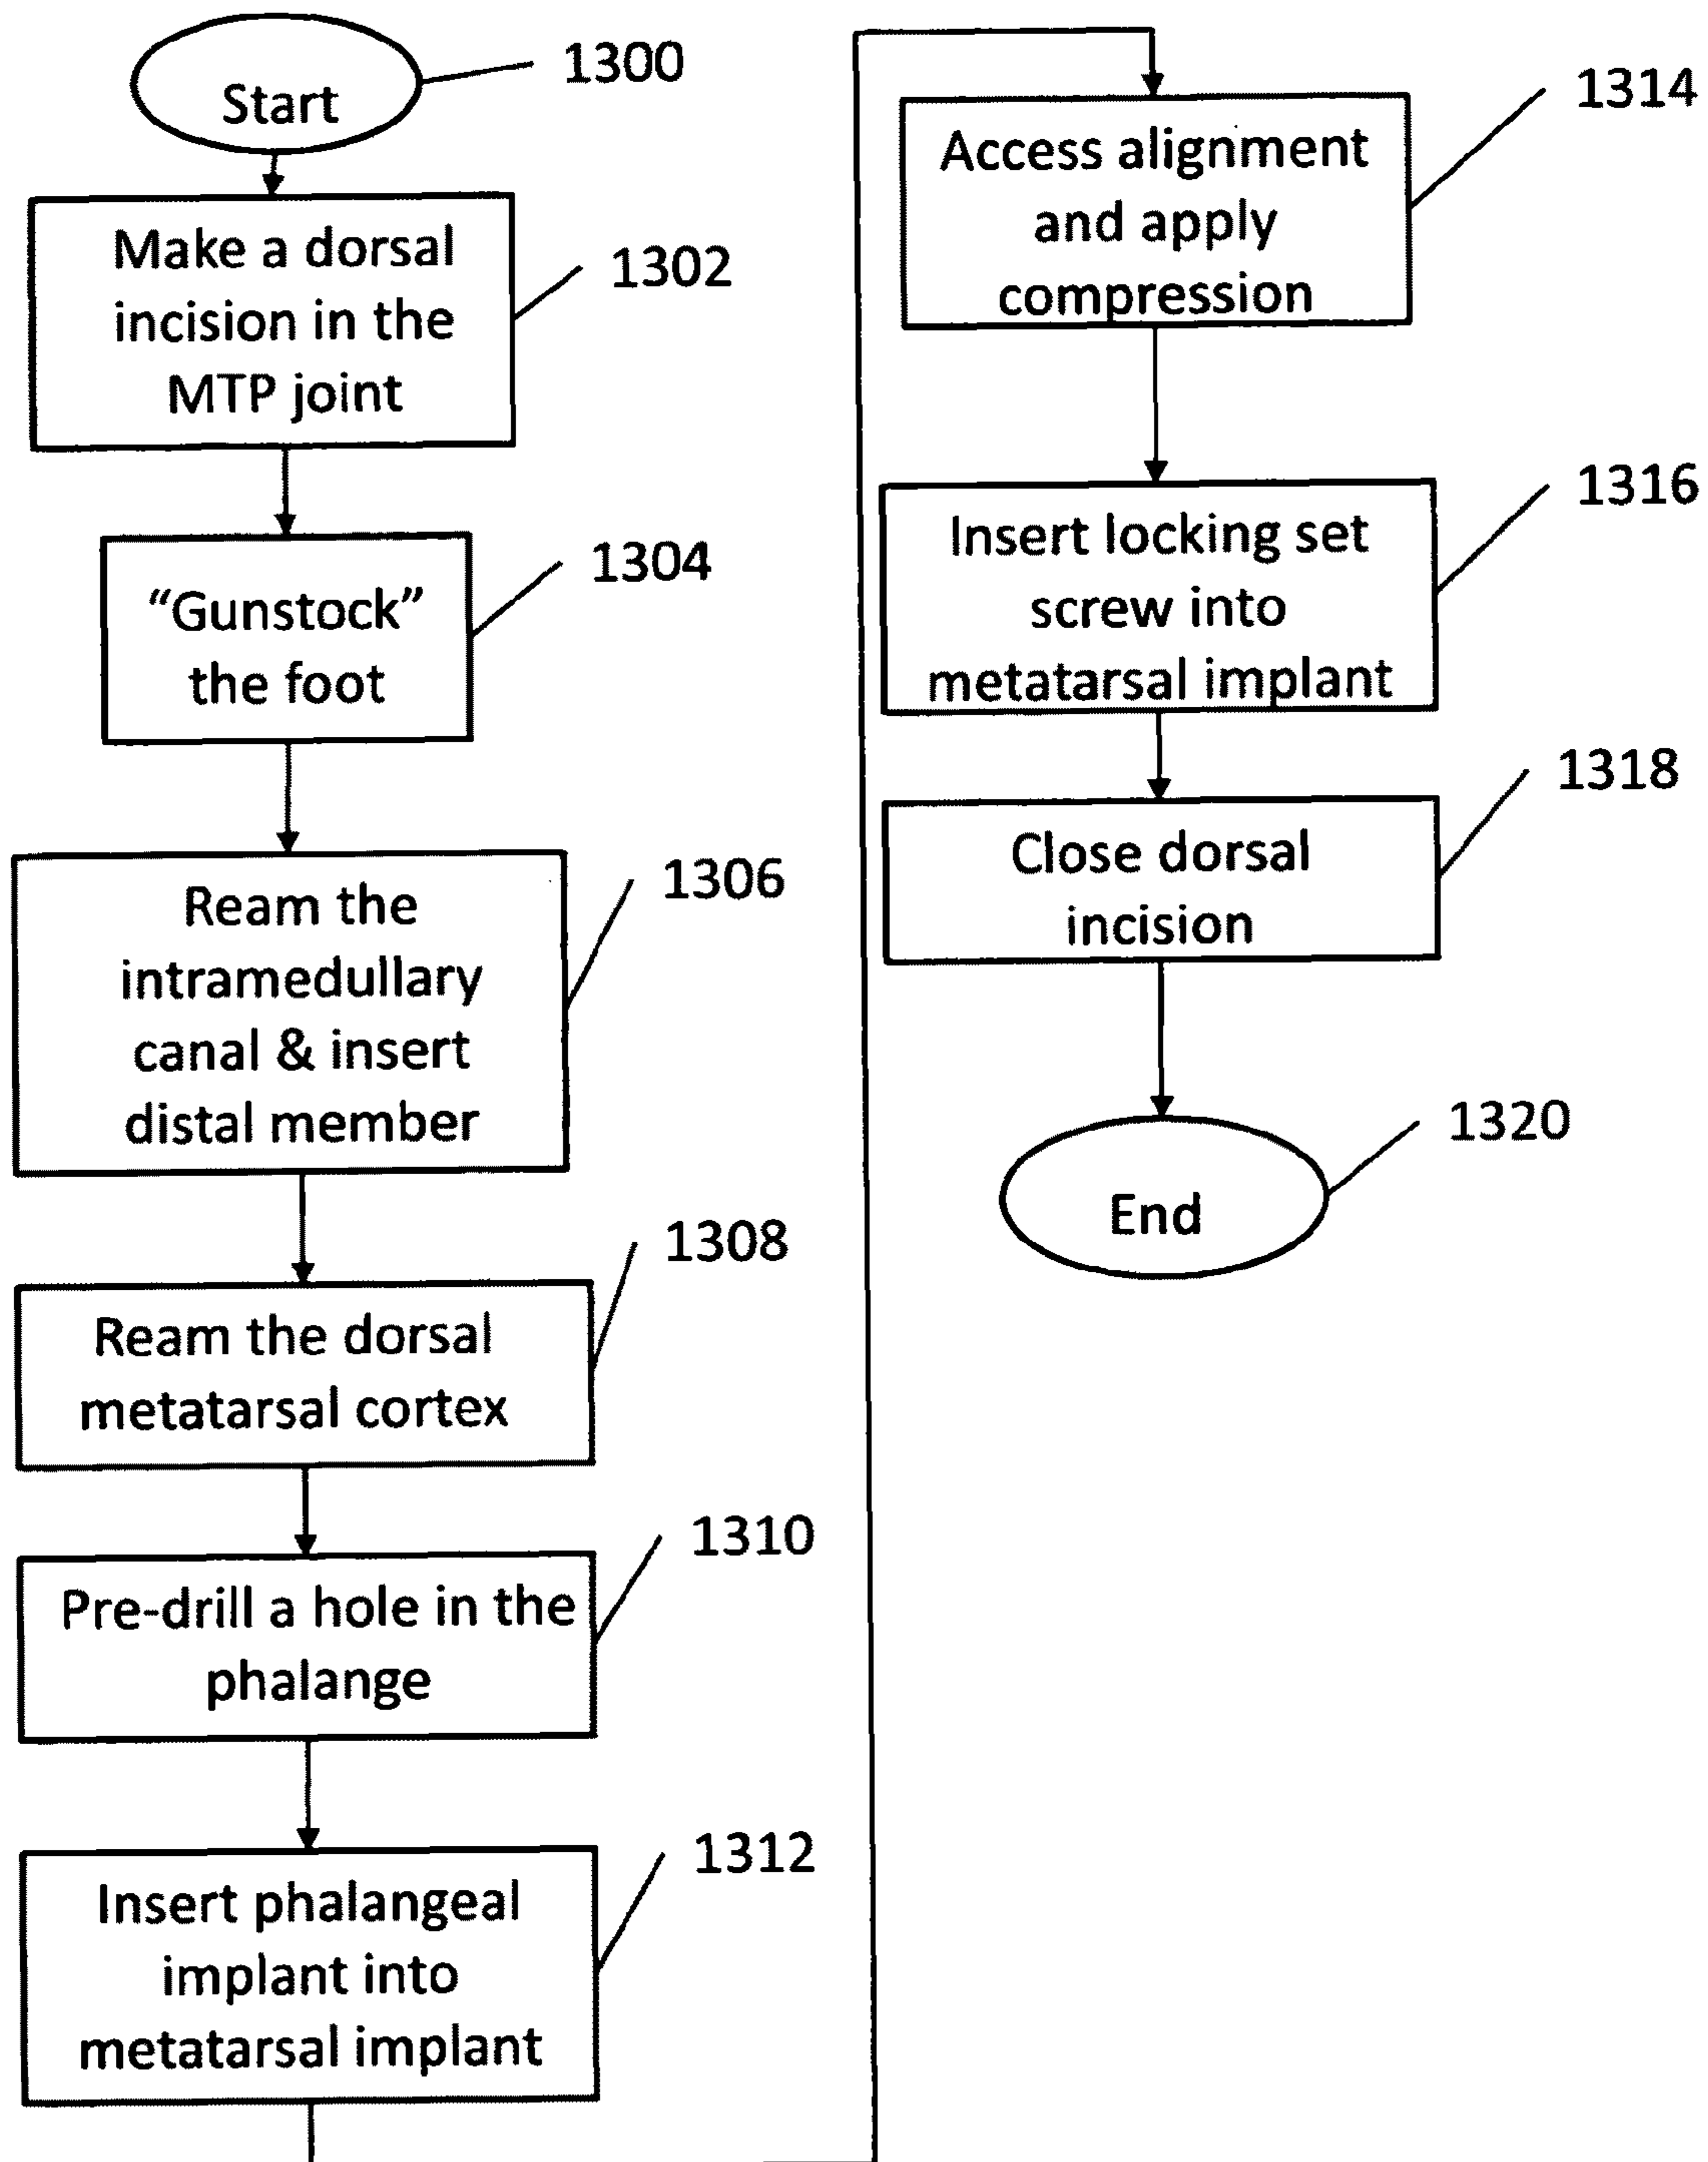 Start
1300
Make a dorsal
incision in the
MTP joint
1302
“Gunstock”
the foot
1304
Ream the
intramedullary
canal & insert
distal member
1306
Ream the dorsal
metatarsal cortex
1308
Pre-drill a hole in the
phalange
1310
Insert phalangeal
implant into
metatarsal implant
1312
Access alignment
and apply
compression
1314
Insert locking set
screw into
metatarsal implant
1316
Close dorsal
incision
1318
End
1320